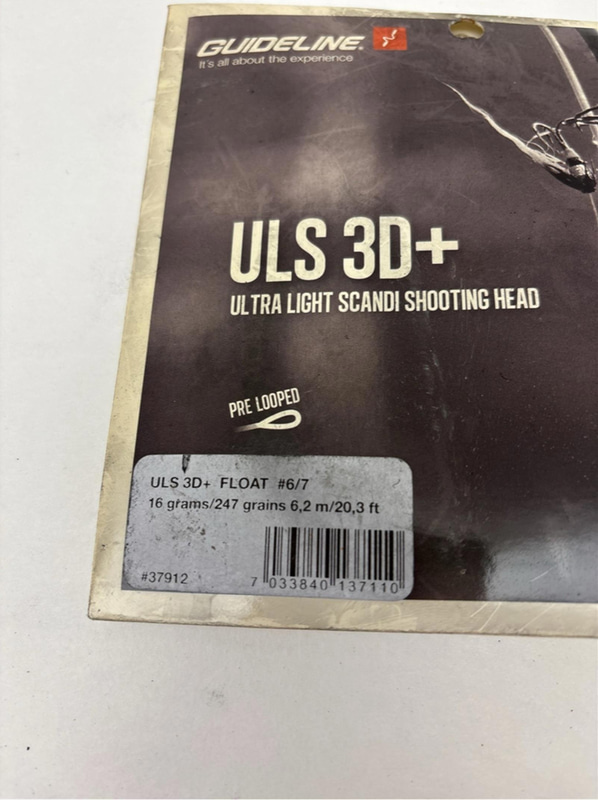 GUIDELINE.
It's all about the experience
ULS 3D+
ULTRA LIGHT SCANDI SHOOTING HEAD
PRE LOOPED
ULS 3D+ FLOAT #6/7
16 grams/247 grains 6,2 m/20,3 ft
#37912
7 033840 137110